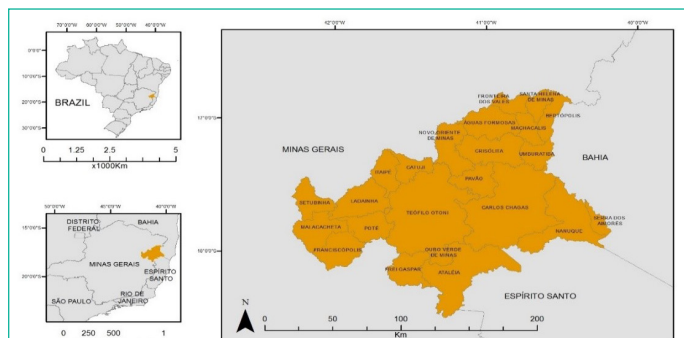 70°0'0"W 60°0'0"W 50°0'0"W 40°0'0"W
0°0'0"
10°0'0"S
20°0'0"S
30°0'0"S
BRAZIL
0 1.25 2.5 5
x1000Km
50°0'0"W 40°0'0"W
15°0'0"S
20°0'0"S
DISTRITO
FEDERAL
BAHIA
MINAS GERAIS
ESPÍRITO
SANTO
SÃO PAULO
RIO DE
JANEIRO
0 250 500 1
42°0'0"W 41°0'0"W 40°0'0"W
17°0'0"S
18°0'0"S
MINAS GERAIS
BAHIA
ESPÍRITO SANTO
FRONTEIRA
DOS VALES
SANTA HELENA
DE MINAS
BERTÓPOLIS
ÁGUAS FORMOSAS
MACHACALIS
NOVO ORIENTE
DE MINAS
CRISÓLITA
UMBURATIBA
CATUJI
ITAIPÉ
PAVÃO
SETUBINHA
LADAINHA
TEÓFILO OTONI
CARLOS CHAGAS
SERRA DOS
AIMORÉS
MALACACHETA
POTÉ
NANUQUE
FRANCISCÓPOLIS
OURO VERDE
DE MINAS
FREI GASPAR
ATALÉIA
N
0 50 100 200
Km